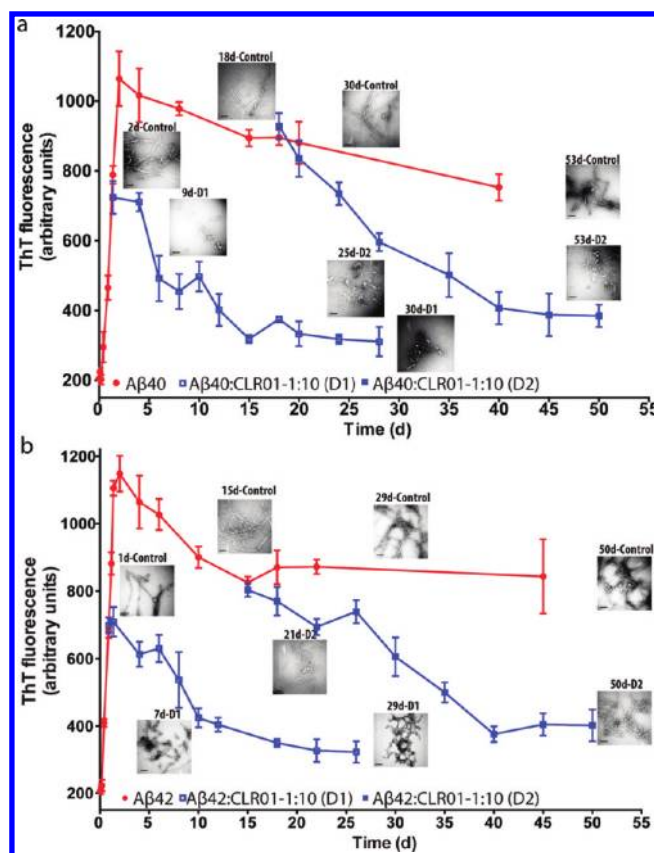 a
1200
1000
800
600
400
200
ThT fluorescence
(arbitrary units)
18d-Control
30d-Control
2d-Control
9d-D1
53d-Control
25d-D2
53d-D2
30d-D1
Aβ40 Aβ40:CLR01-1:10 (D1) Aβ40:CLR01-1:10 (D2)
0 5 10 15 20 25 30 35 40 45 50 55
Time (d)
b
1200
1000
800
600
400
200
ThT fluorescence
(arbitrary units)
15d-Control
29d-Control
1d-Control
50d-Control
21d-D2
7d-D1
29d-D1
50d-D2
Aβ42 Aβ42:CLR01-1:10 (D1) Aβ42:CLR01-1:10 (D2)
0 5 10 15 20 25 30 35 40 45 50 55
Time (d)